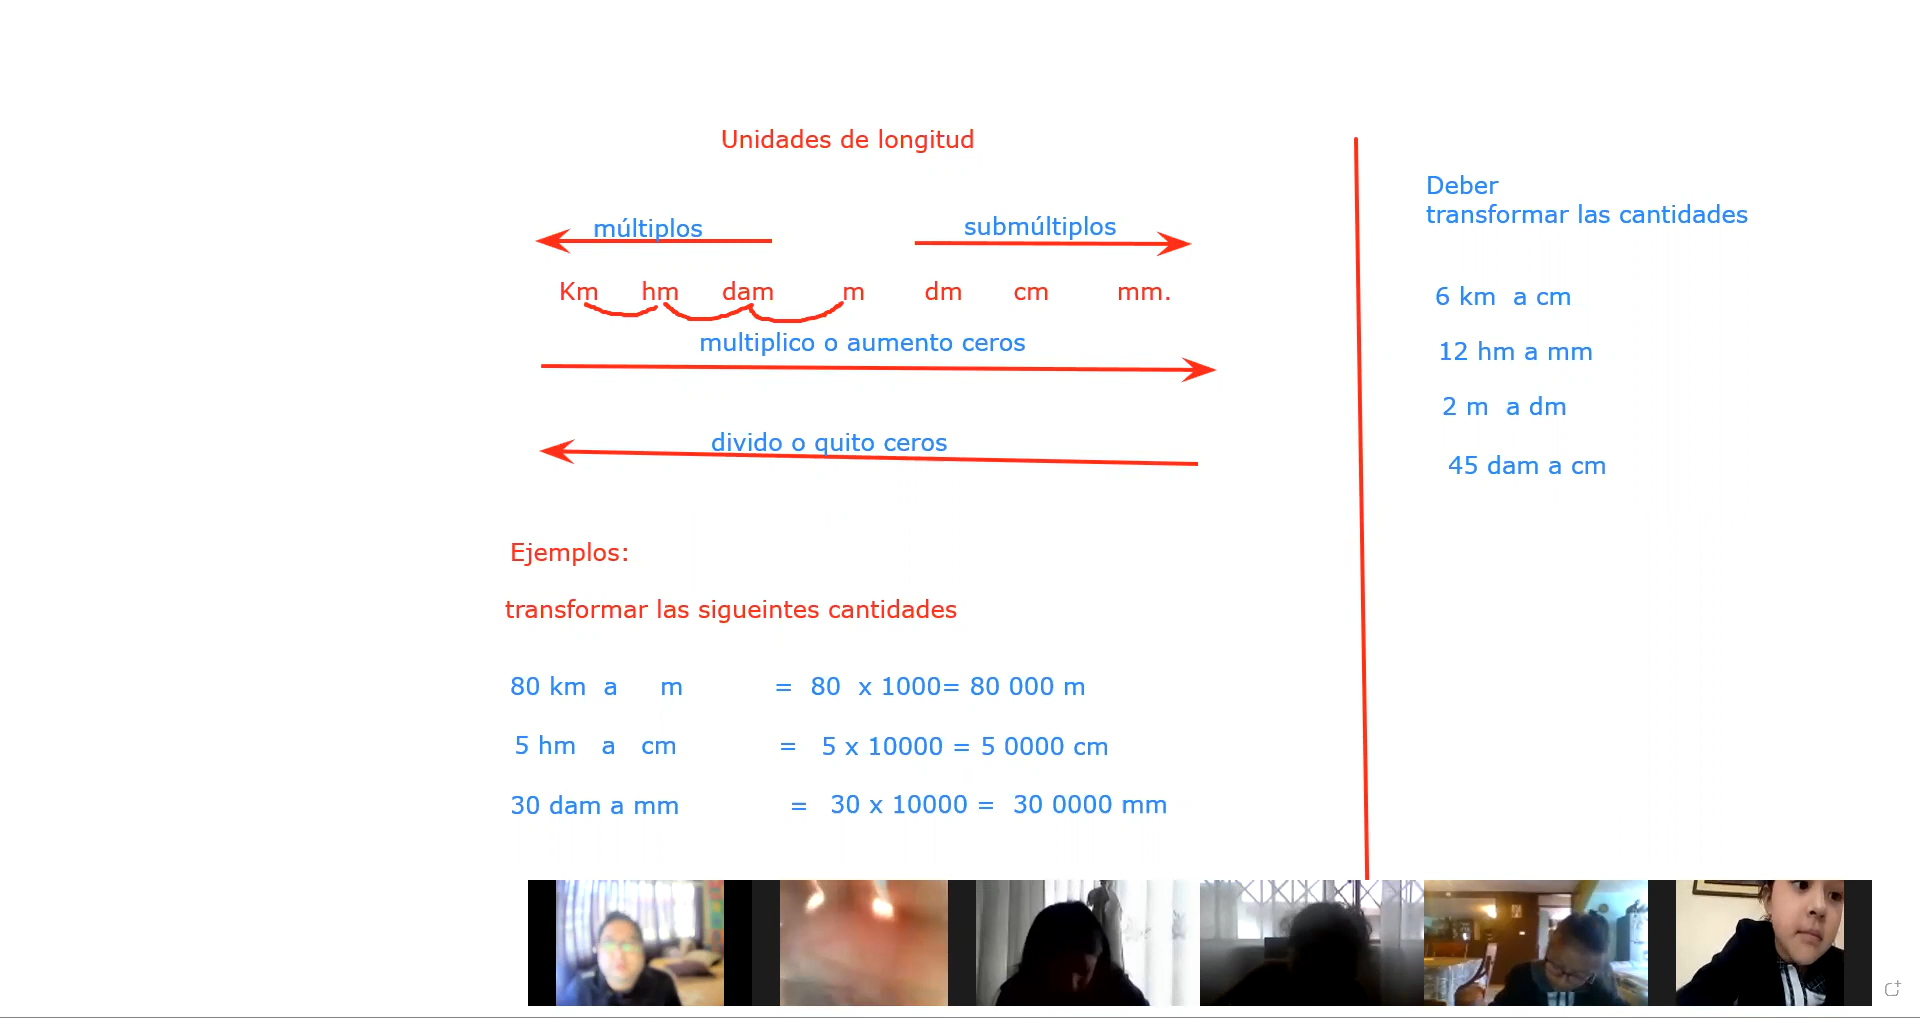 Unidades de longitud
múltiplos submúltiplos
Km hm dam m dm cm mm.
multiplico o aumento ceros
divido o quito ceros
Ejemplos:
transformar las sigueintes cantidades
80 km a m = 80 x 1000= 80 000 m
5 hm a cm = 5 x 10000 = 5 0000 cm
30 dam a mm = 30 x 10000 = 30 0000 mm
Deber
transformar las cantidades
6 km a cm
12 hm a mm
2 m a dm
45 dam a cm